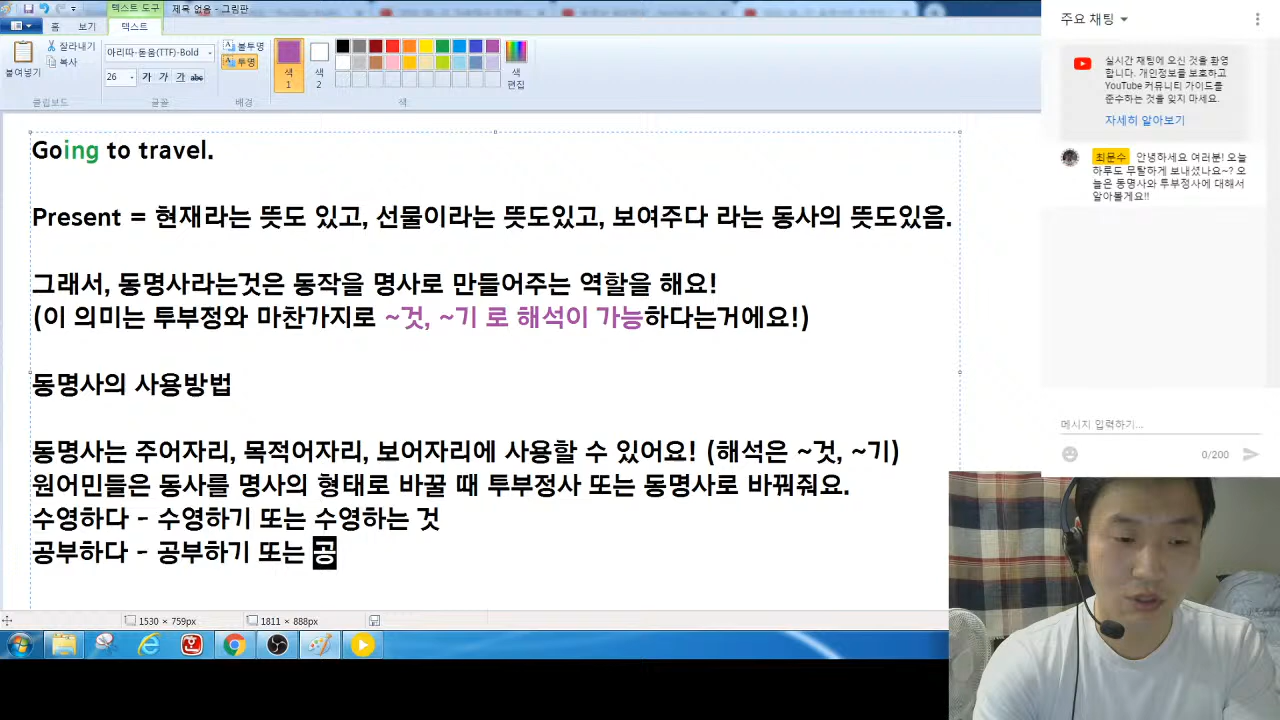 텍스트 도구
제목 없음 - 그림판
홈
보기
텍스트
붙여넣기
잘라내기
복사
클립보드
아리따-돋움(TTF)-Bold
26
가 가 가 abc
글꼴
불투명
투명
배경
색
1
색
2
색
편집
색
Going to travel.
Present = 현재라는 뜻도 있고, 선물이라는 뜻도있고, 보여주다 라는 동사의 뜻도있음.
그래서, 동명사라는것은 동작을 명사로 만들어주는 역할을 해요!
(이 의미는 투부정와 마찬가지로 ~것, ~기 로 해석이 가능하다는거에요!)
동명사의 사용방법
동명사는 주어자리, 목적어자리, 보어자리에 사용할 수 있어요! (해석은 ~것, ~기)
원어민들은 동사를 명사의 형태로 바꿀 때 투부정사 또는 동명사로 바꿔줘요.
수영하다 - 수영하기 또는 수영하는 것
공부하다 - 공부하기 또는 공
1530 × 759px
1811 × 888px
주요 채팅
실시간 채팅에 오신 것을 환영
합니다. 개인정보를 보호하고
YouTube 커뮤니티 가이드를
준수하는 것을 잊지 마세요.
자세히 알아보기
최문수 안녕하세요 여러분! 오늘
하루도 무탈하게 보내셨나요~? 오
늘은 동명사와 투부정사에 대해서
알아볼게요!!
메시지 입력하기...
0/200